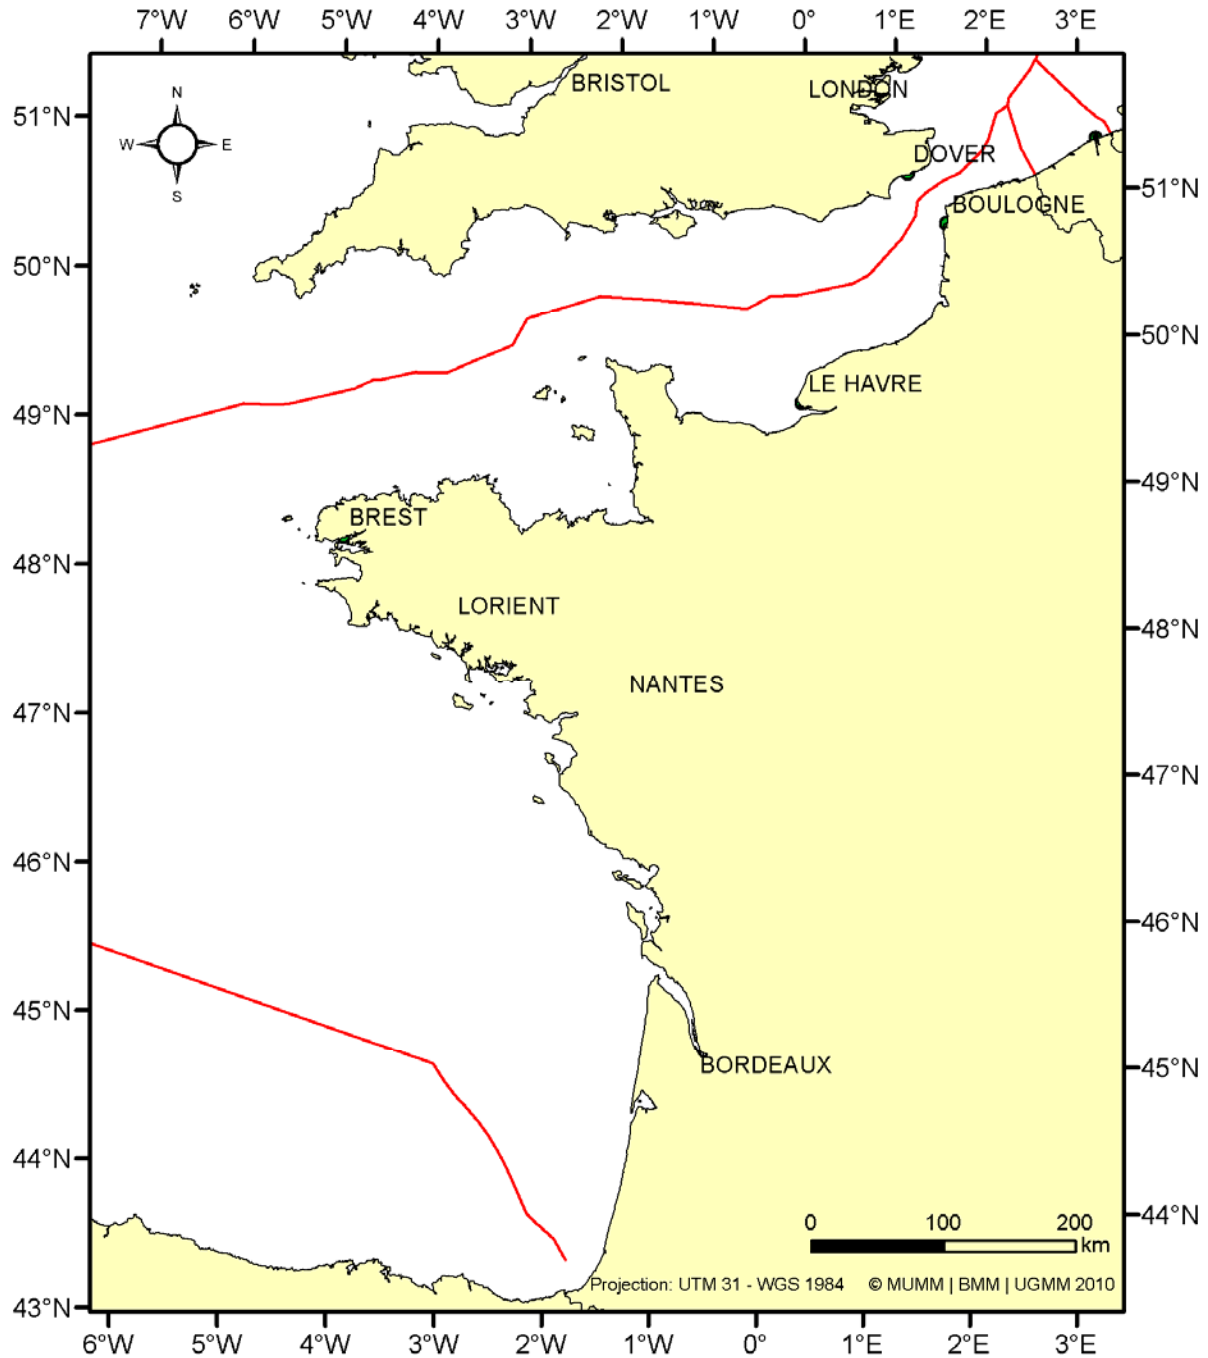 7°W 6°W 5°W 4°W 3°W 2°W 1°W 0° 1°E 2°E 3°E
BRISTOL
LONDON
N
51°N
W E
DOVER
S
51°N
BOULOGNE
50°N
50°N
LE HAVRE
49°N
49°N
BREST
48°N
LORIENT
48°N
NANTES
47°N
47°N
46°N
46°N
45°N
BORDEAUX
45°N
44°N
0 100 200
44°N
km
Projection: UTM 31 - WGS 1984 © MUMM | BMM | UGMM 2010
43°N
6°W 5°W 4°W 3°W 2°W 1°W 0° 1°E 2°E 3°E